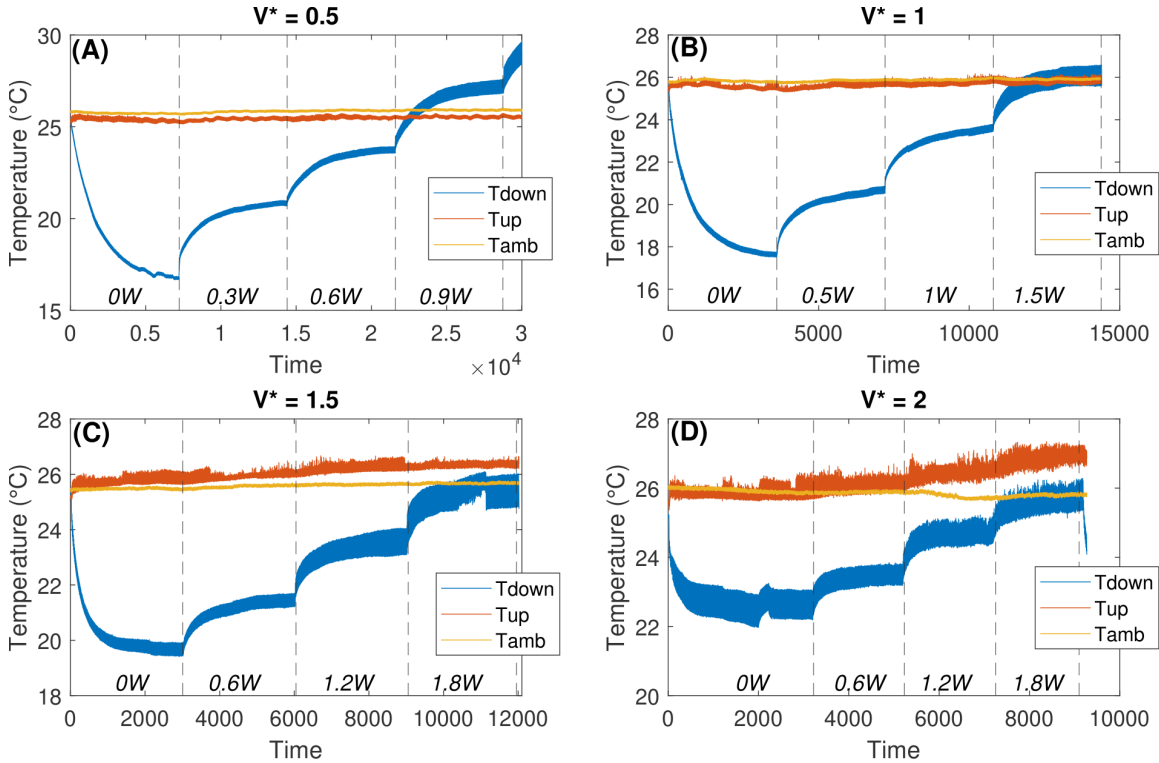 V* = 0.5
(A)
Temperature (°C)
30
25
20
15
Tdown
Tup
Tamb
0W 0.3W 0.6W 0.9W
0 0.5 1 1.5 2 2.5 3
Time
× 10^4
V* = 1
(B)
Temperature (°C)
28
26
24
22
20
18
16
Tdown
Tup
Tamb
0W 0.5W 1W 1.5W
0 5000 10000 15000
Time
V* = 1.5
(C)
Temperature (°C)
28
26
24
22
20
18
Tdown
Tup
Tamb
0W 0.6W 1.2W 1.8W
0 2000 4000 6000 8000 10000 12000
Time
V* = 2
(D)
Temperature (°C)
28
26
24
22
20
Tdown
Tup
Tamb
0W 0.6W 1.2W 1.8W
0 2000 4000 6000 8000 10000
Time